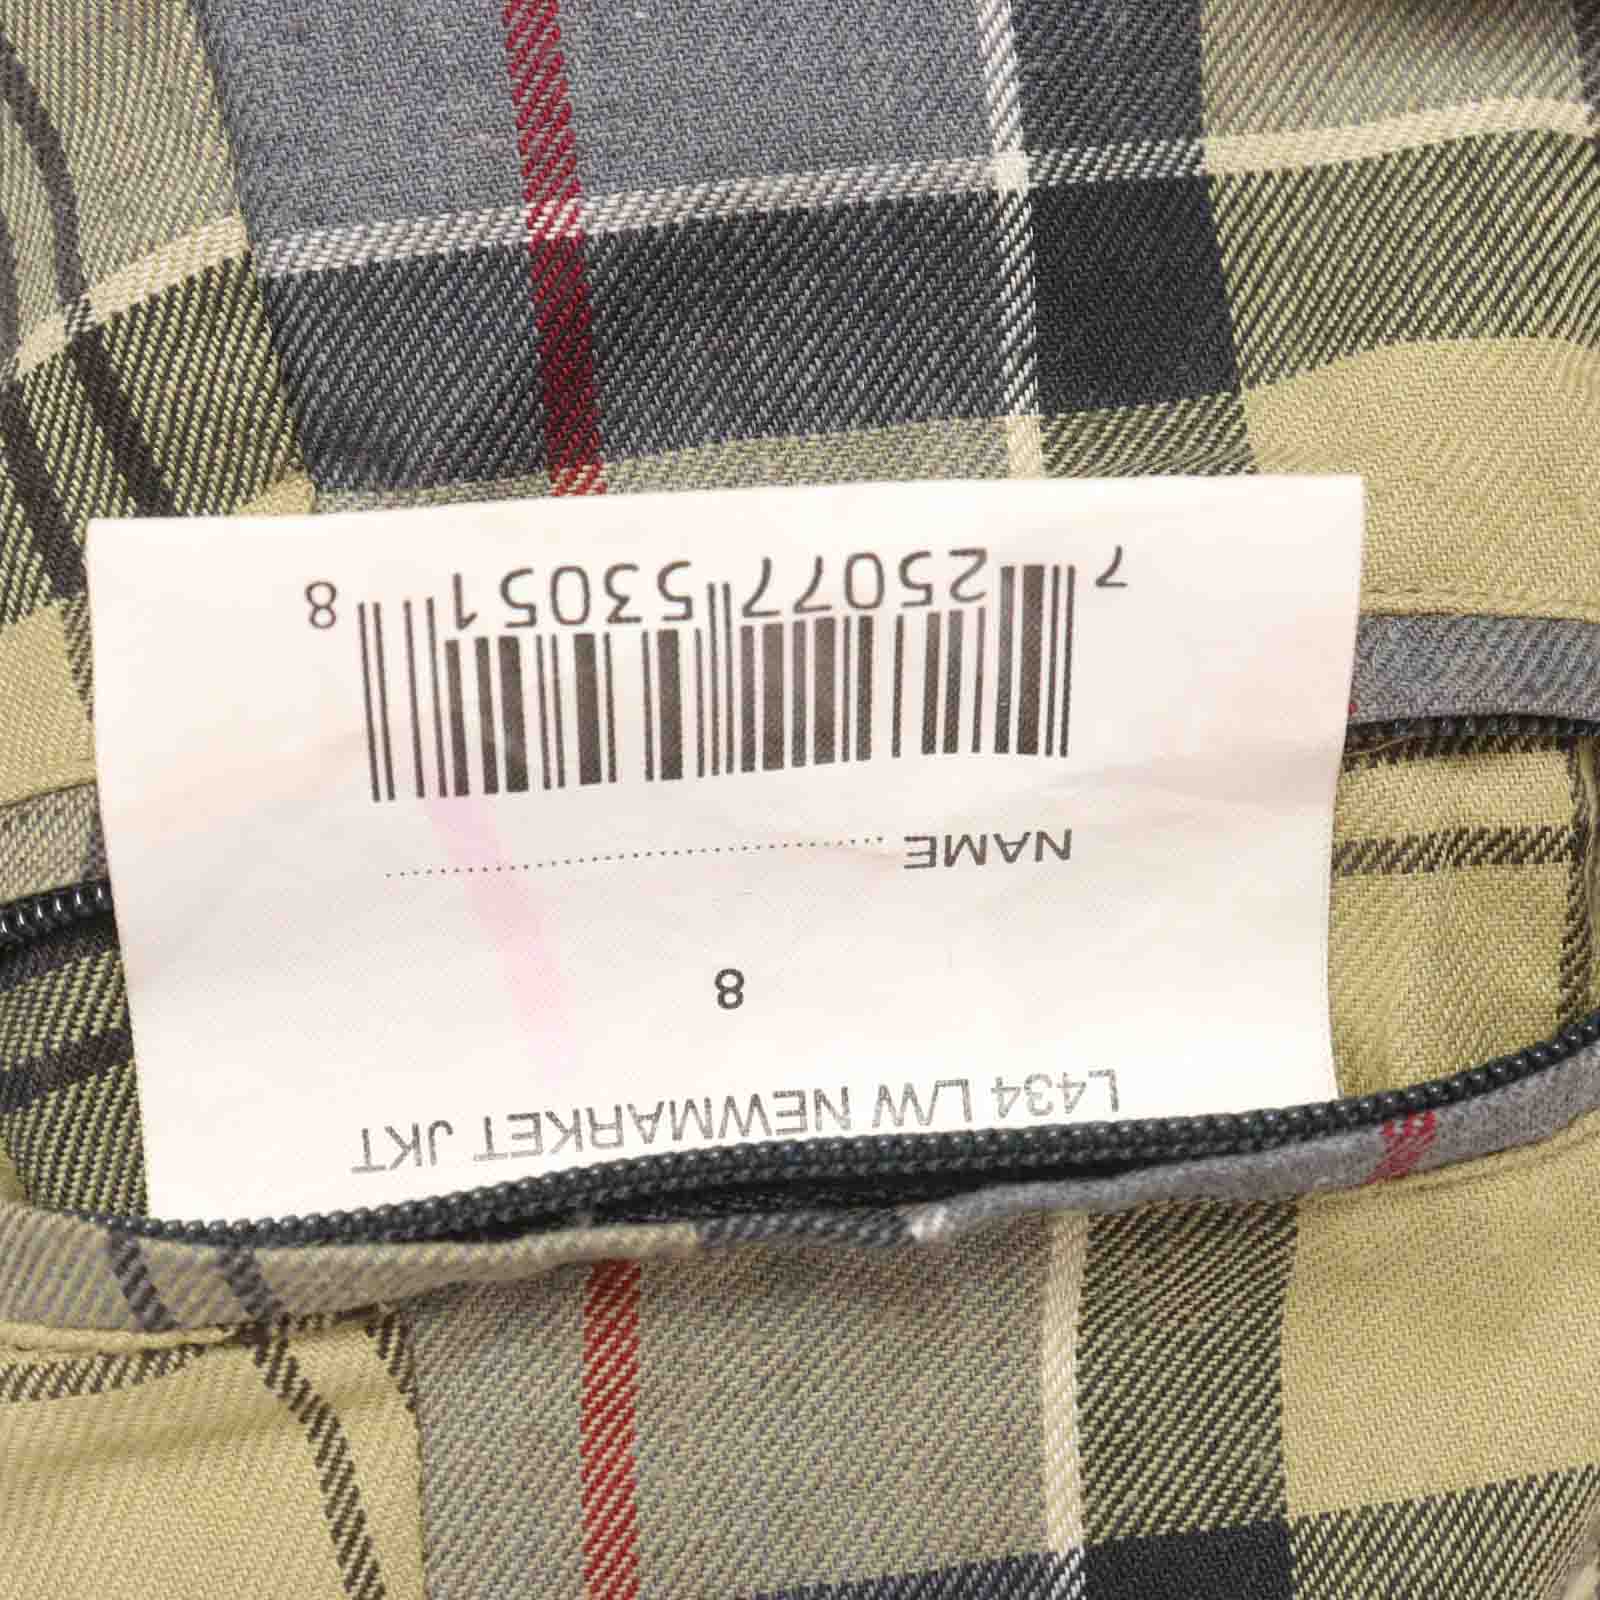 L434 L/W NEWMARKET JKT
8
NAME ........................................
7 25077 53051 8